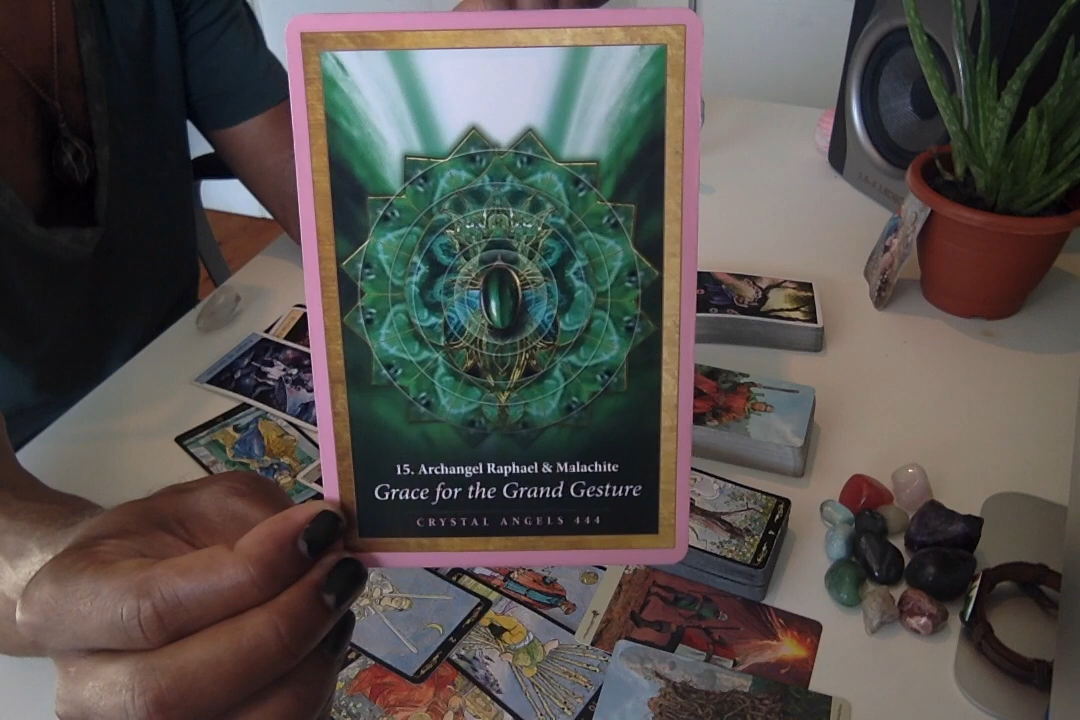 15. Archangel Raphael & Malachite
Grace for the Grand Gesture
CRYSTAL ANGELS 444